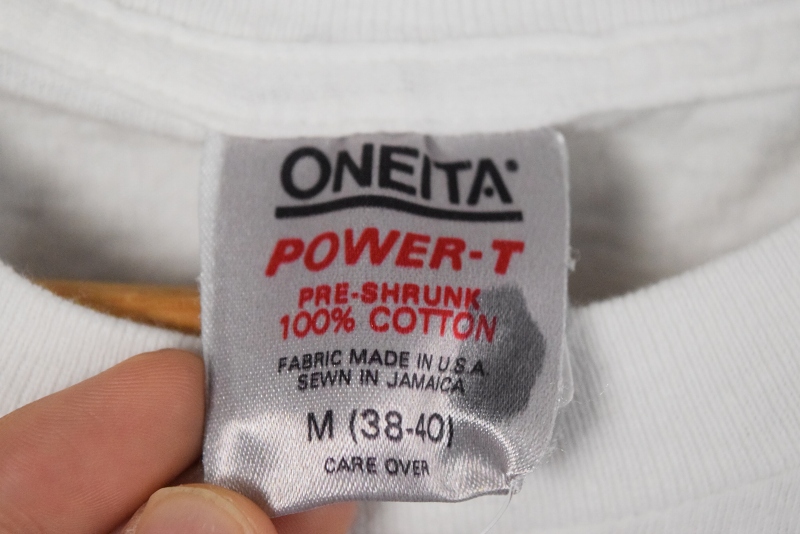 ONEITA
POWER-T
PRE-SHRUNK
100% COTTON
FABRIC MADE IN U.S.A.
SEWN IN JAMAICA
M (38-40)
CARE OVER